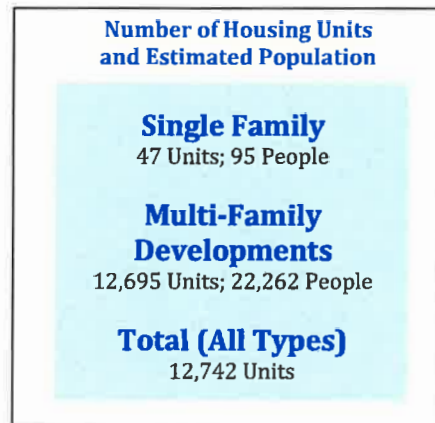 Number of Housing Units
and Estimated Population
Single Family
47 Units; 95 People
Multi-Family
Developments
12,695 Units; 22,262 People
Total (All Types)
12,742 Units